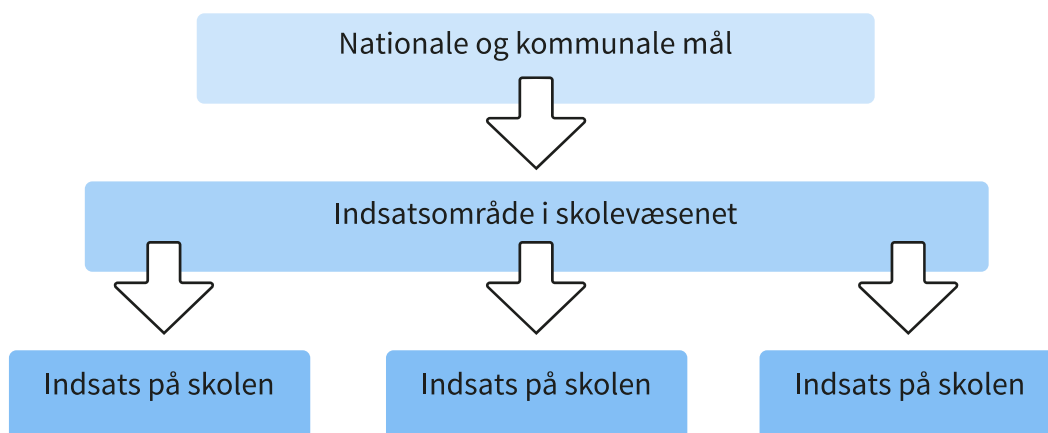 Nationale og kommunale mål
Indsatsområde i skolevæsenet
Indsats på skolen
Indsats på skolen
Indsats på skolen